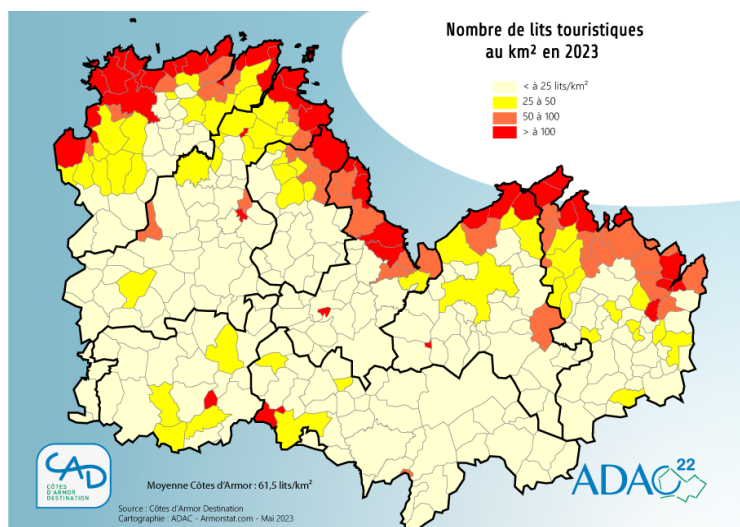 Nombre de lits touristiques
au km² en 2023
< à 25 lits/km²
25 à 50
50 à 100
> à 100
CAD
CÔTES
D'ARMOR
DESTINATION
Moyenne Côtes d'Armor : 61,5 lits/km²
Source : Côtes d'Armor Destination
Cartographie : ADAC - Armorstat.com - Mai 2023
ADAC 22